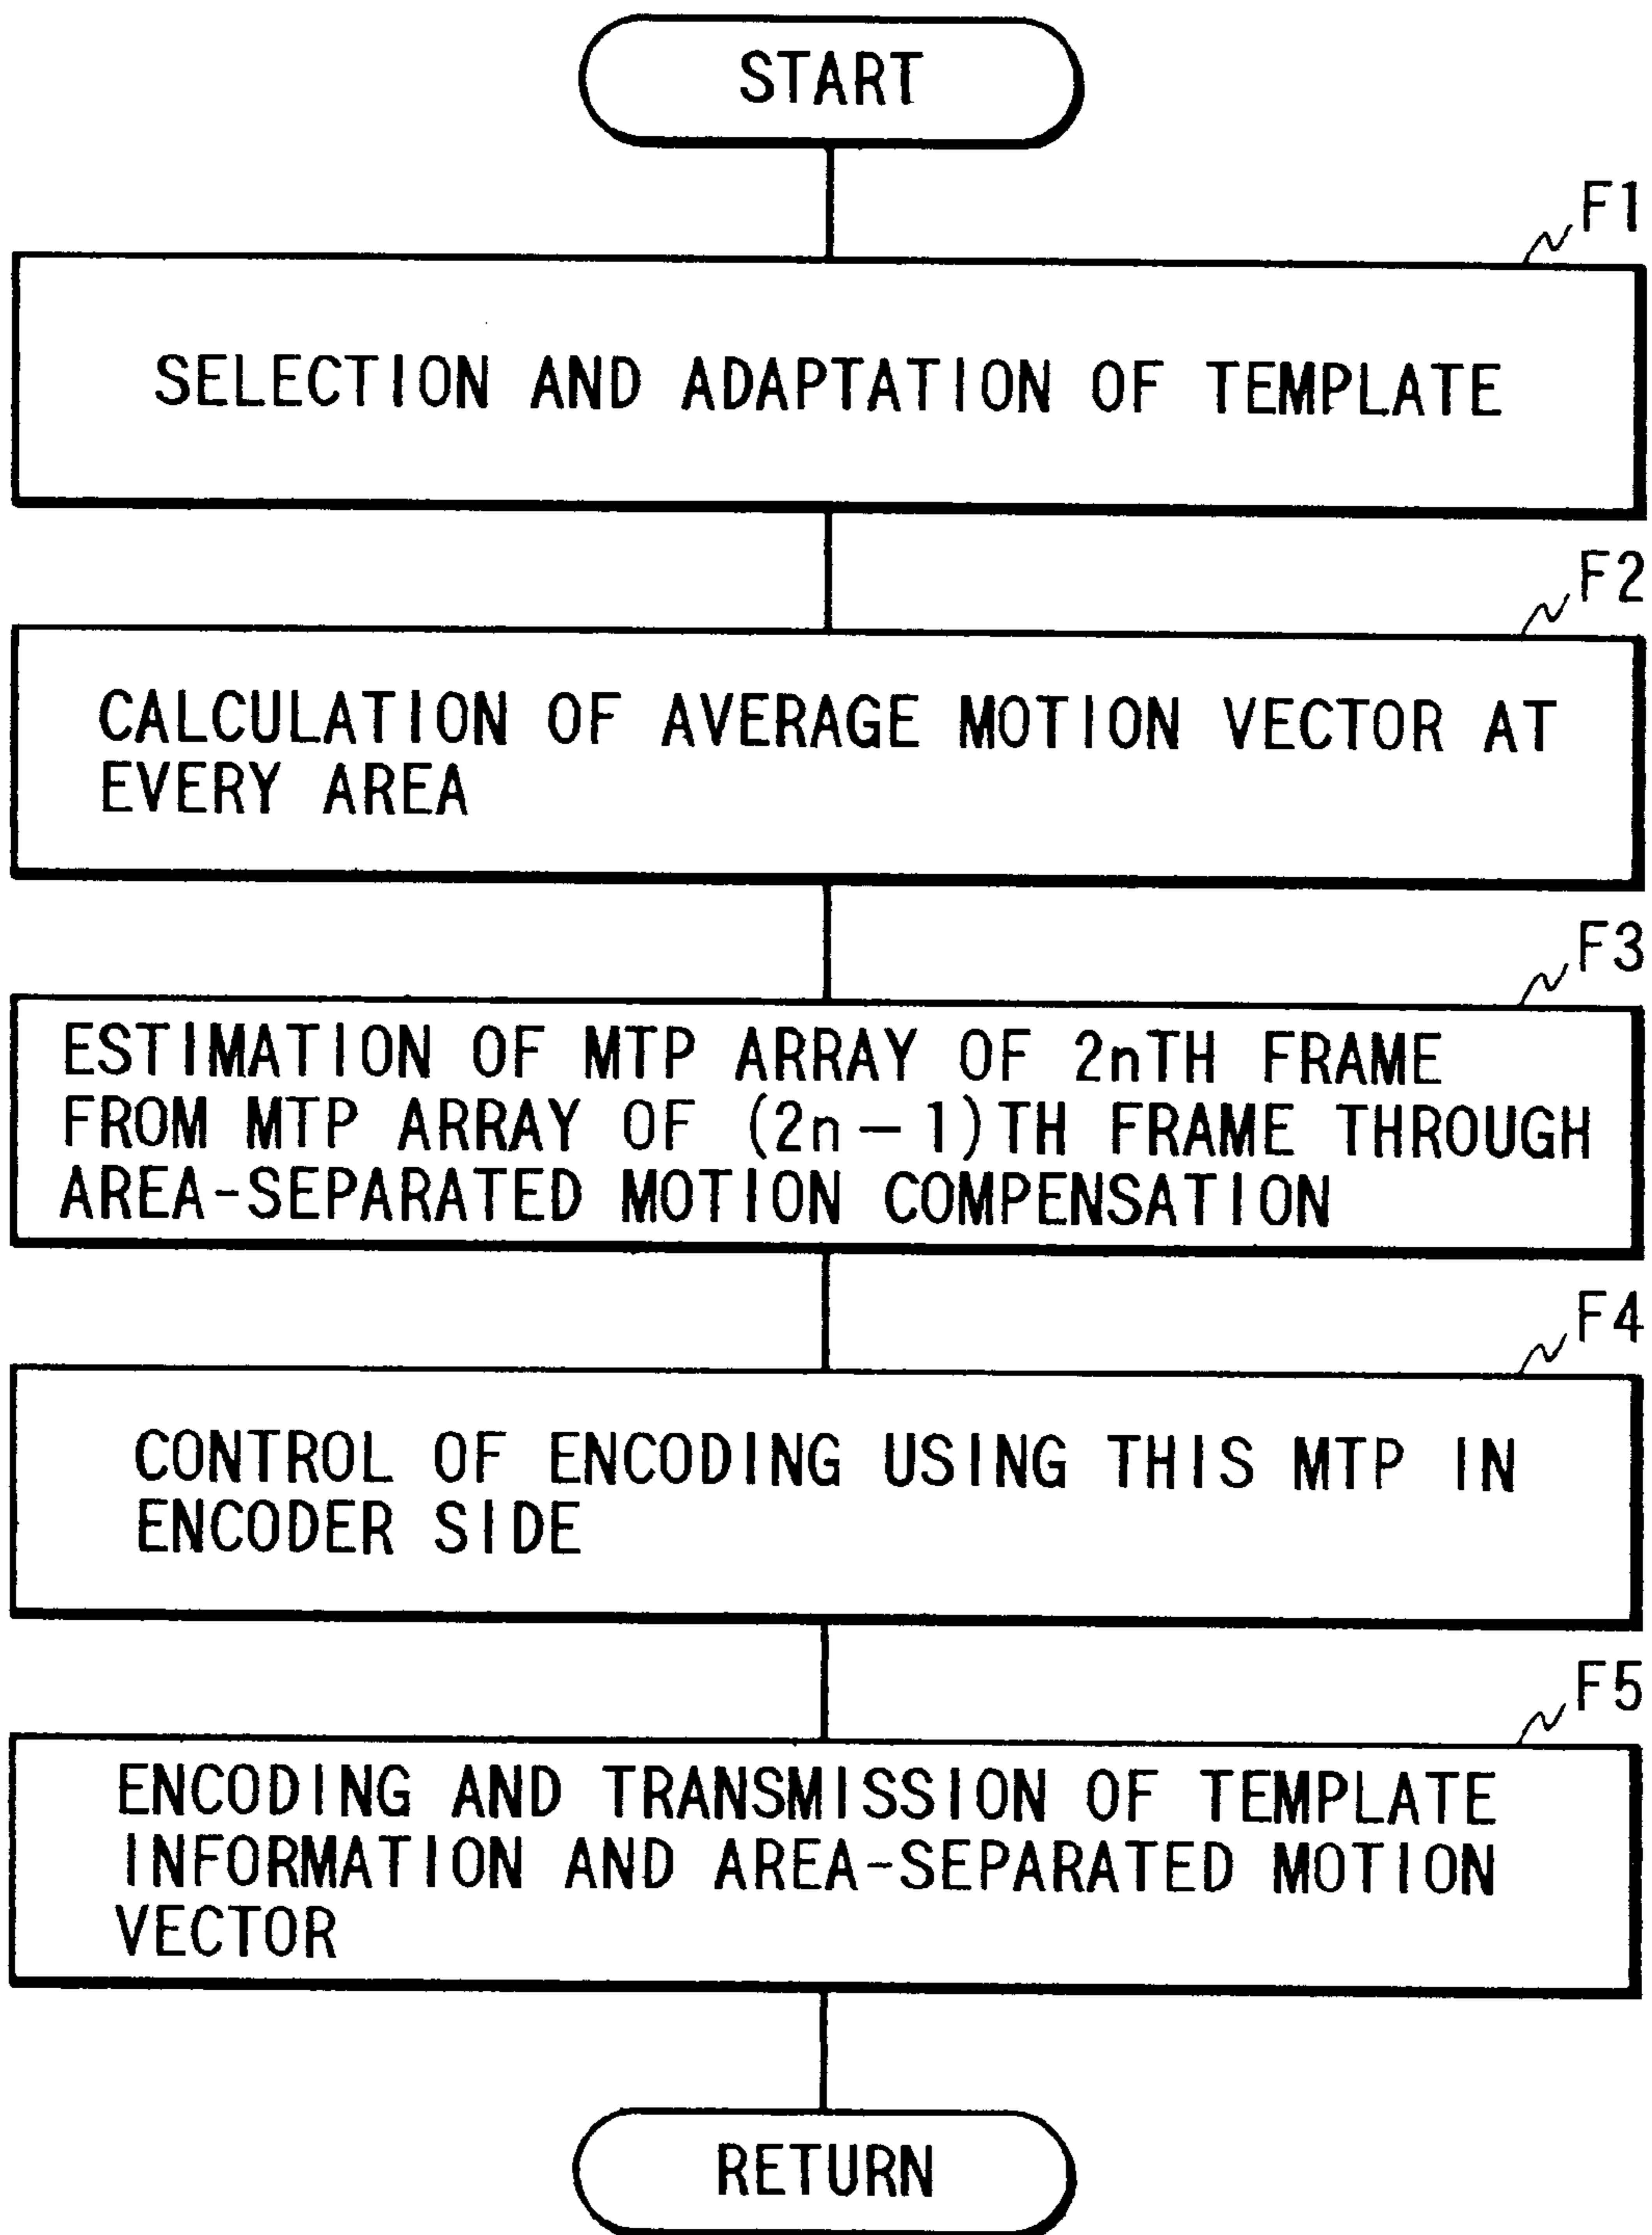 START
F1
SELECTION AND ADAPTATION OF TEMPLATE
F2
CALCULATION OF AVERAGE MOTION VECTOR AT
EVERY AREA
F3
ESTIMATION OF MTP ARRAY OF 2nTH FRAME
FROM MTP ARRAY OF (2n-1)TH FRAME THROUGH
AREA-SEPARATED MOTION COMPENSATION
F4
CONTROL OF ENCODING USING THIS MTP IN
ENCODER SIDE
F5
ENCODING AND TRANSMISSION OF TEMPLATE
INFORMATION AND AREA-SEPARATED MOTION
VECTOR
RETURN